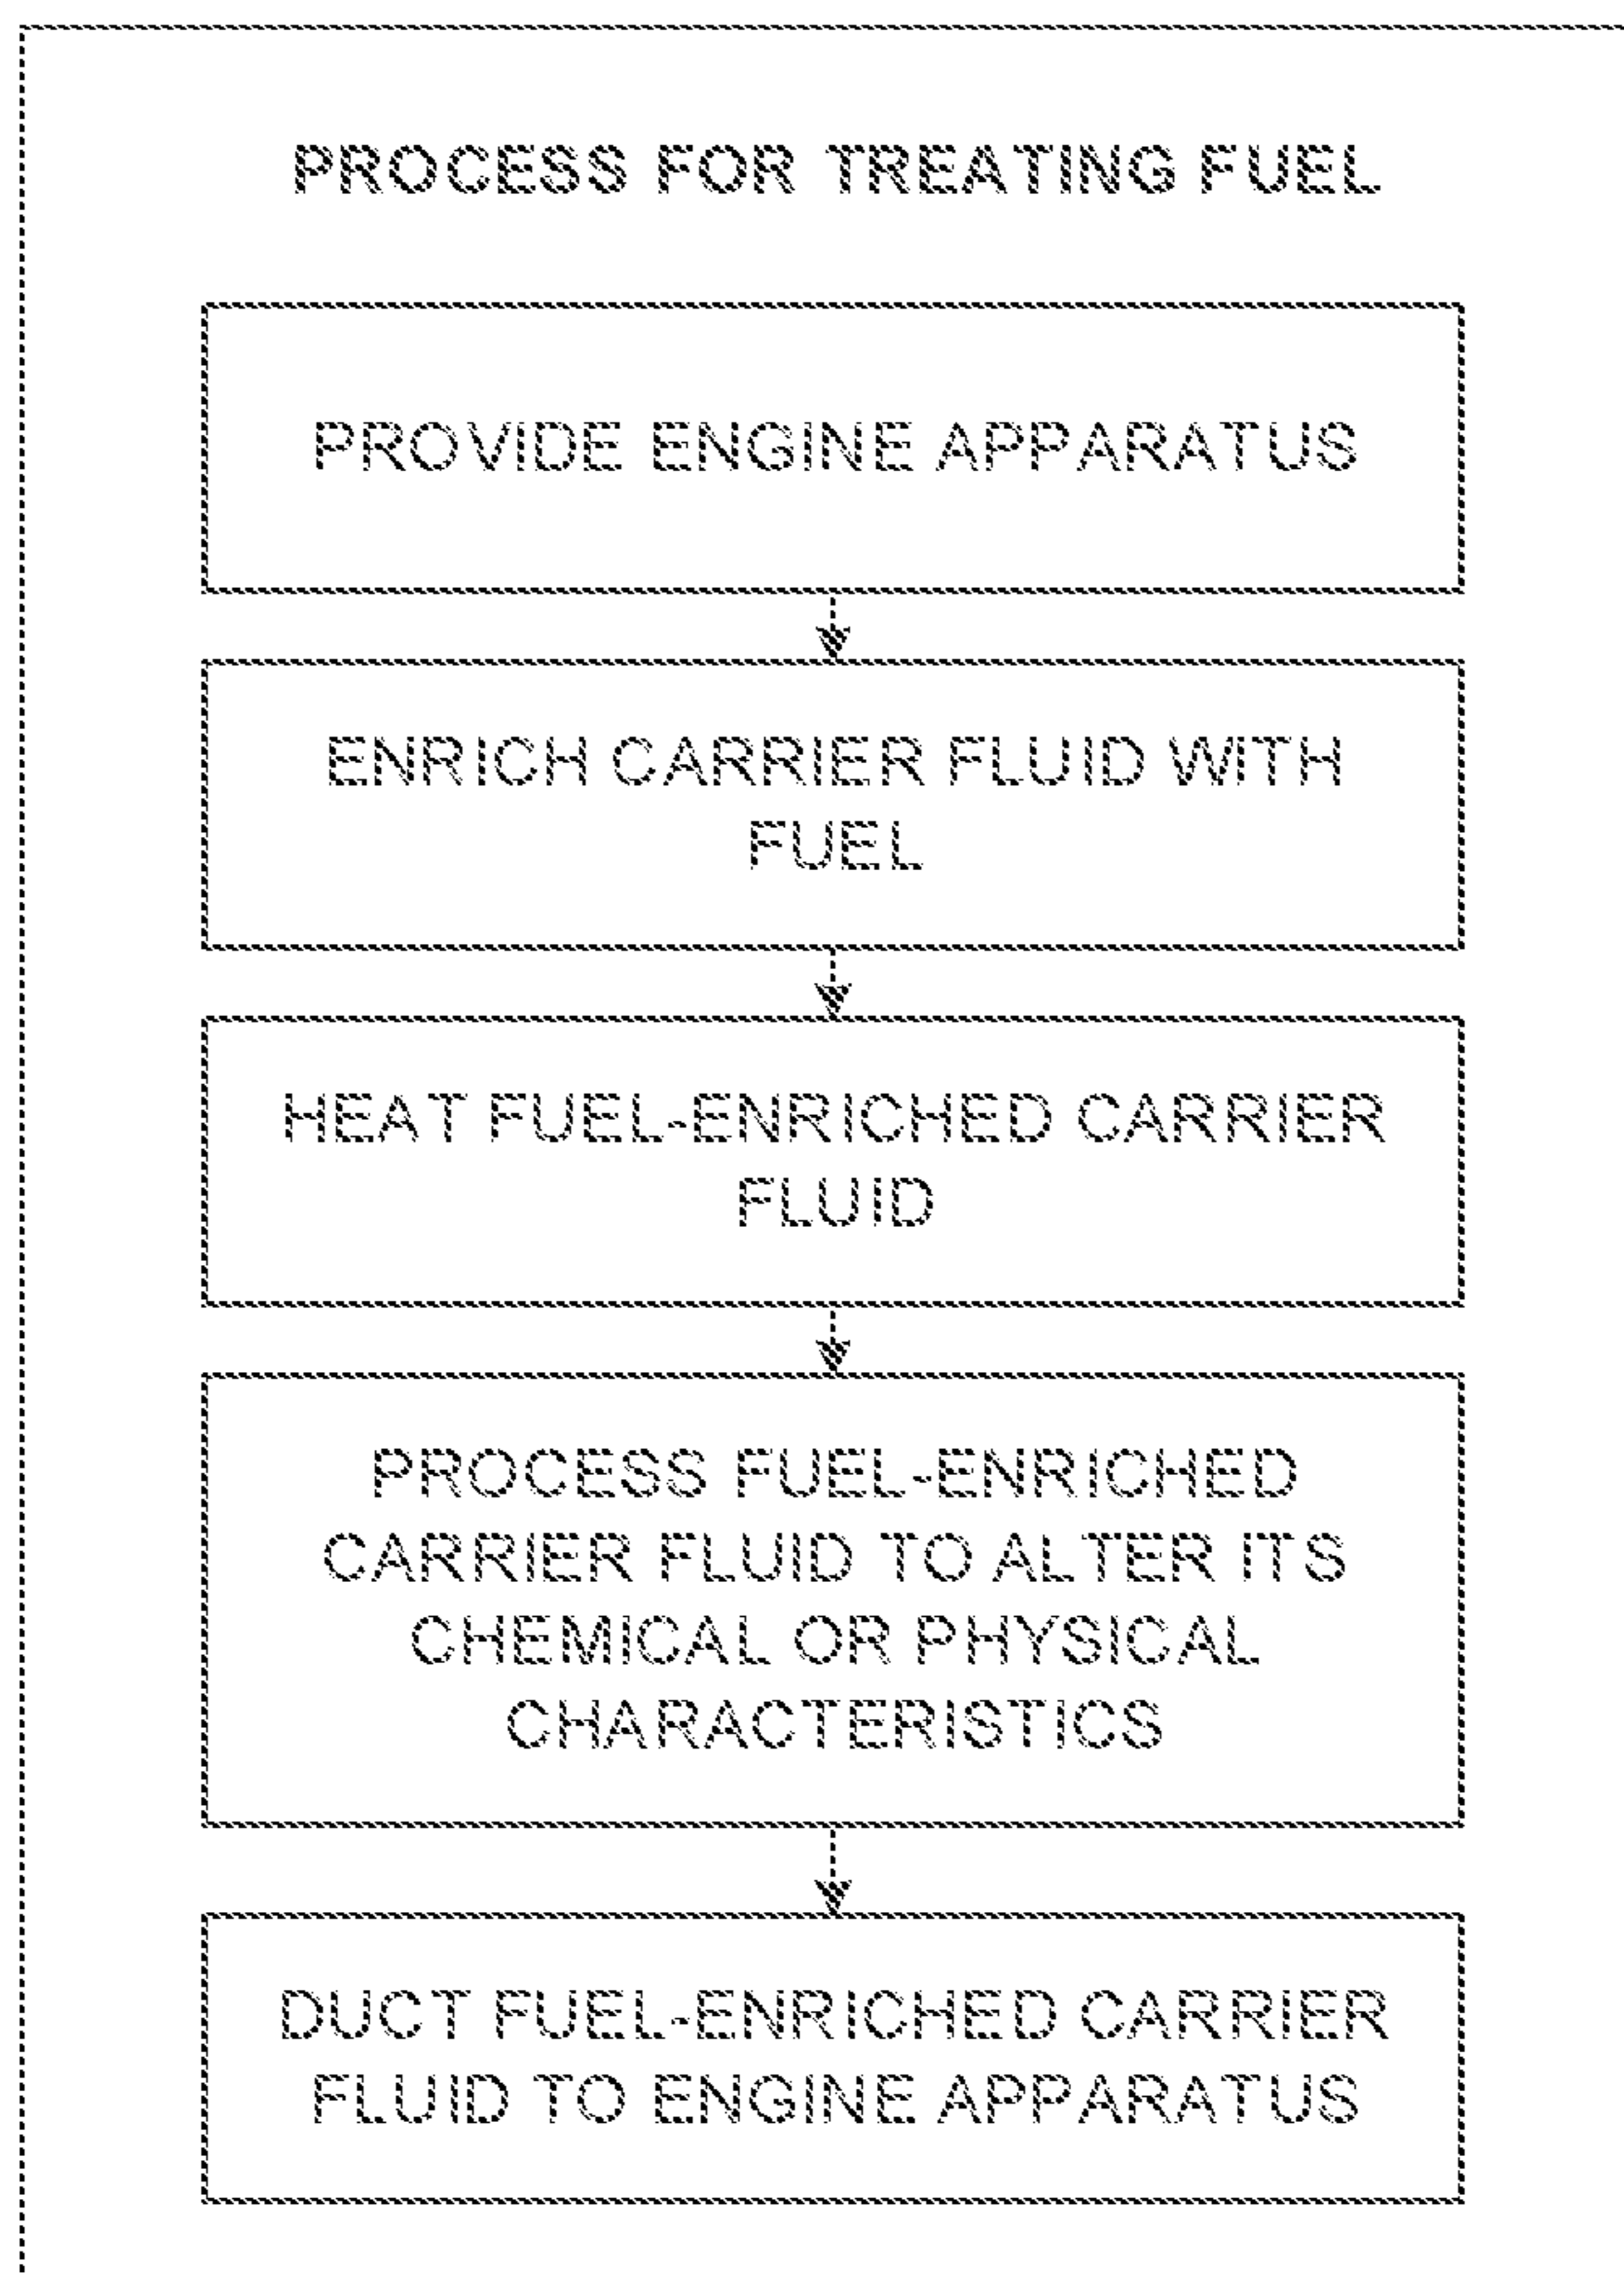 PROCESS FOR TREATING FUEL
PROVIDE ENGINE APPARATUS
ENRICH CARRIER FLUID WITH
FUEL
HEAT FUEL-ENRICHED CARRIER
FLUID
PROCESS FUEL-ENRICHED
CARRIER FLUID TO ALTER ITS
CHEMICAL OR PHYSICAL
CHARACTERISTICS
DUCT FUEL-ENRICHED CARRIER
FLUID TO ENGINE APPARATUS